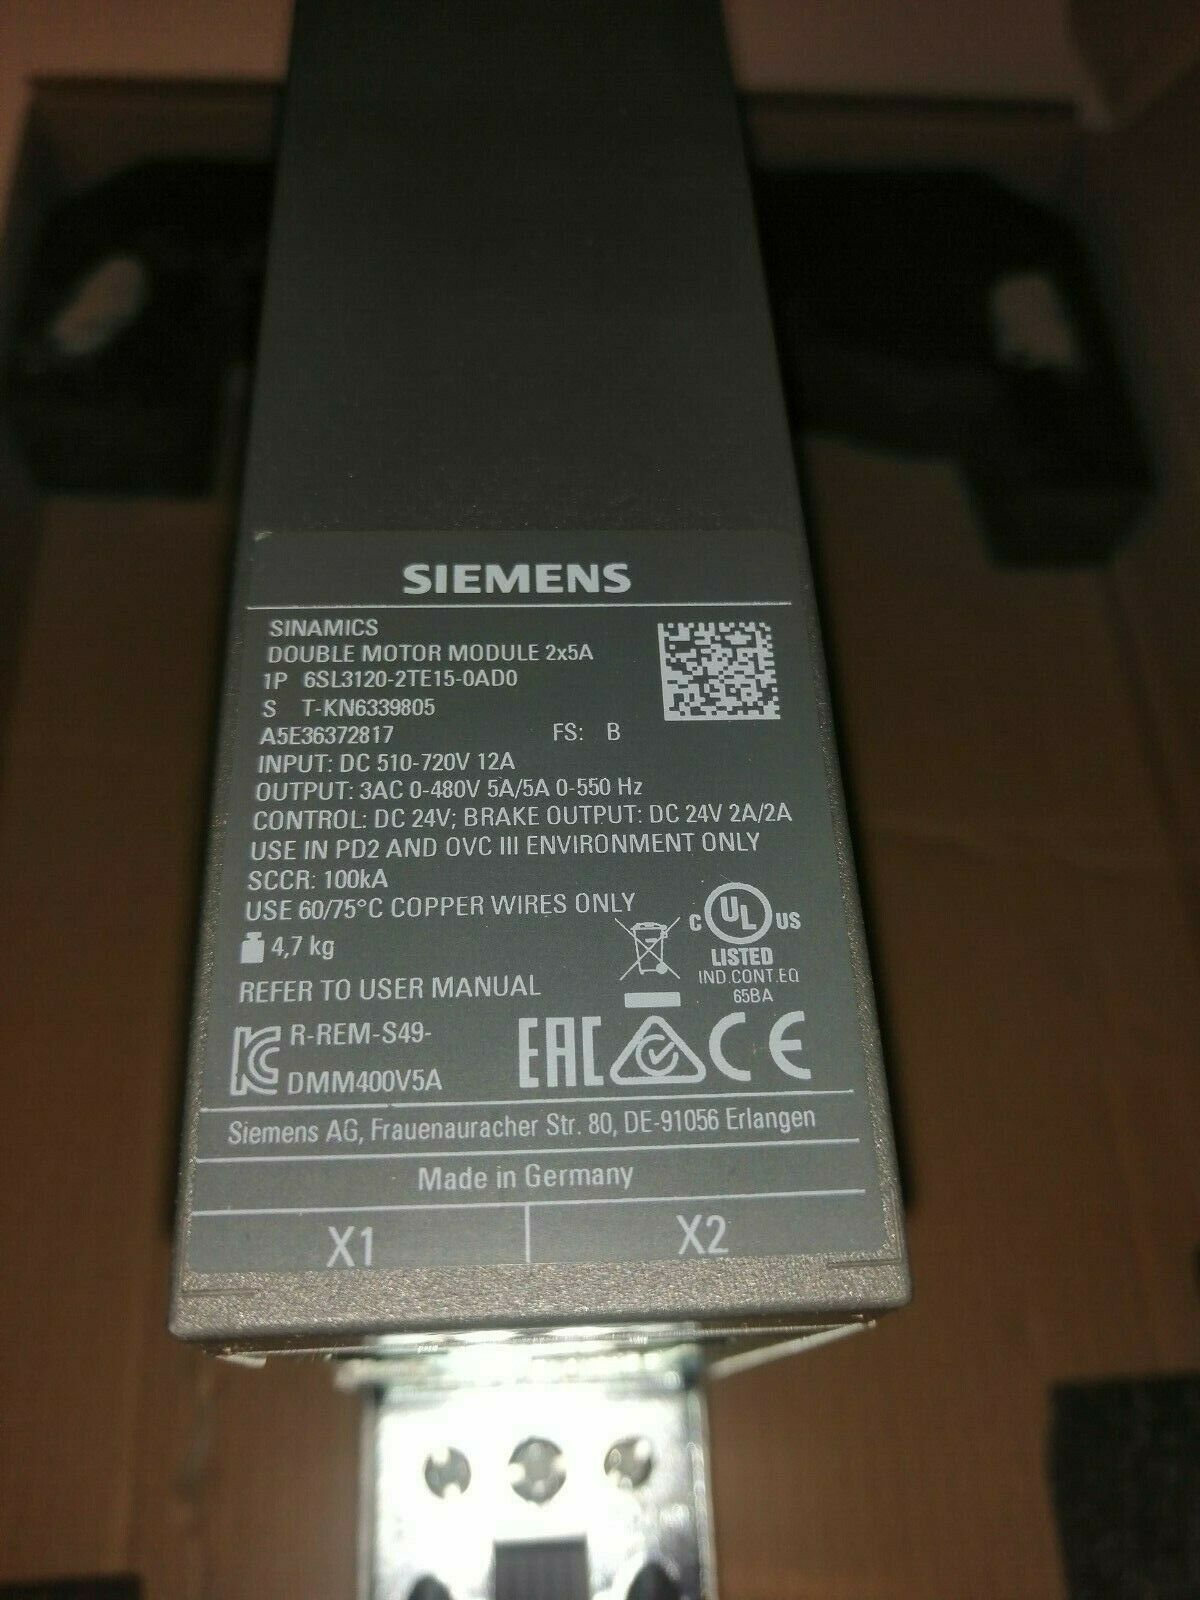 SIEMENS
SINAMICS
DOUBLE MOTOR MODULE 2x5A
1P 6SL3120-2TE15-0AD0
S T-KN6339805
A5E36372817 FS: B
INPUT: DC 510-720V 12A
OUTPUT: 3AC 0-480V 5A/5A 0-550 Hz
CONTROL: DC 24V; BRAKE OUTPUT: DC 24V 2A/2A
USE IN PD2 AND OVC III ENVIRONMENT ONLY
SCCR: 100kA
USE 60/75°C COPPER WIRES ONLY
4,7 kg
C UL US
LISTED
IND.CONT.EQ
65BA
REFER TO USER MANUAL
KC R-REM-S49-
DMM400V5A
EAC CE
Siemens AG, Frauenauracher Str. 80, DE-91056 Erlangen
Made in Germany
X1 X2